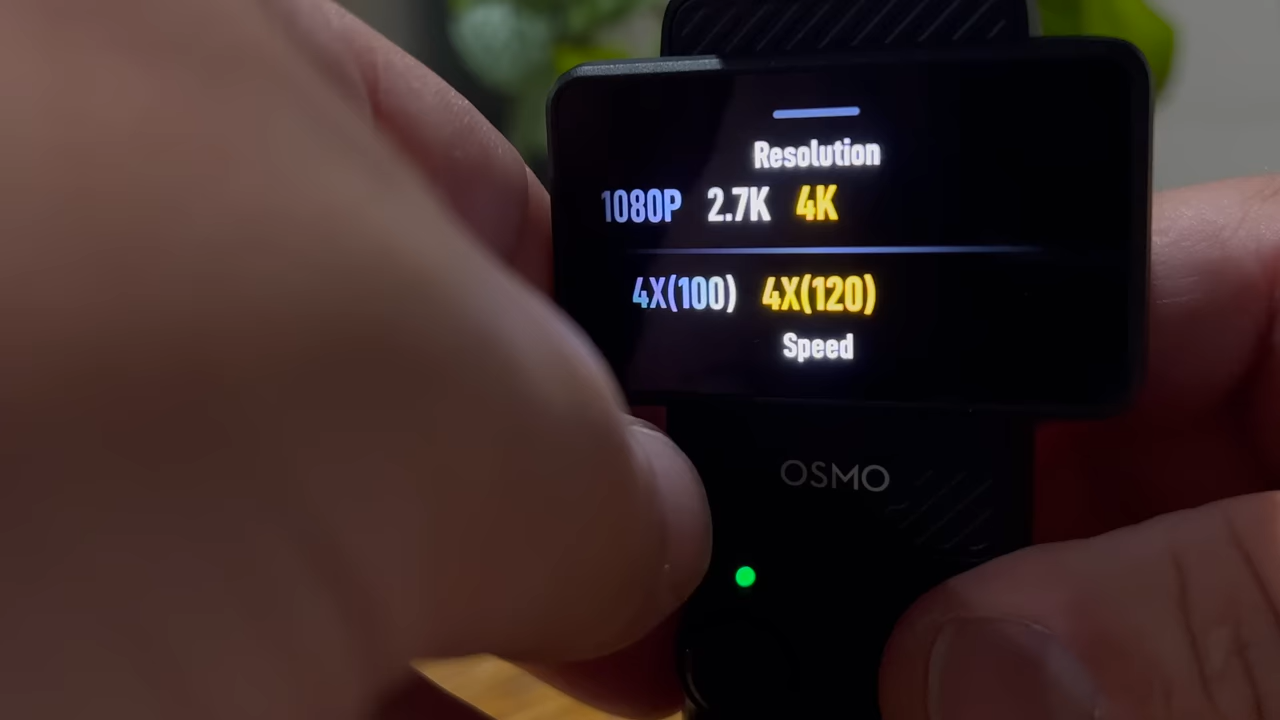 Resolution
1080P 2.7K 4K
4X(100) 4X(120)
Speed
OSMO